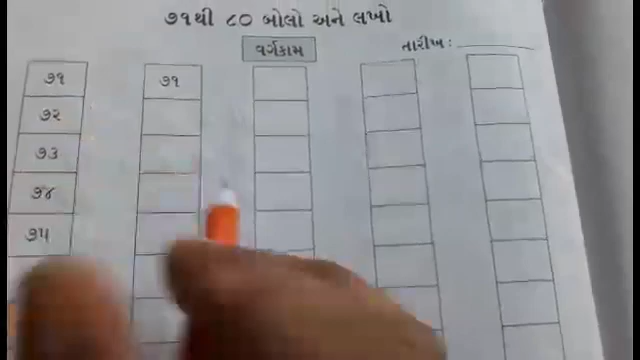 ૭૧થી ૮૦ બોલો અને લખો
વર્ગકામ
તારીખ :
૭૧ ૭૧
૭૨
૭૩
૭૪
૭૫